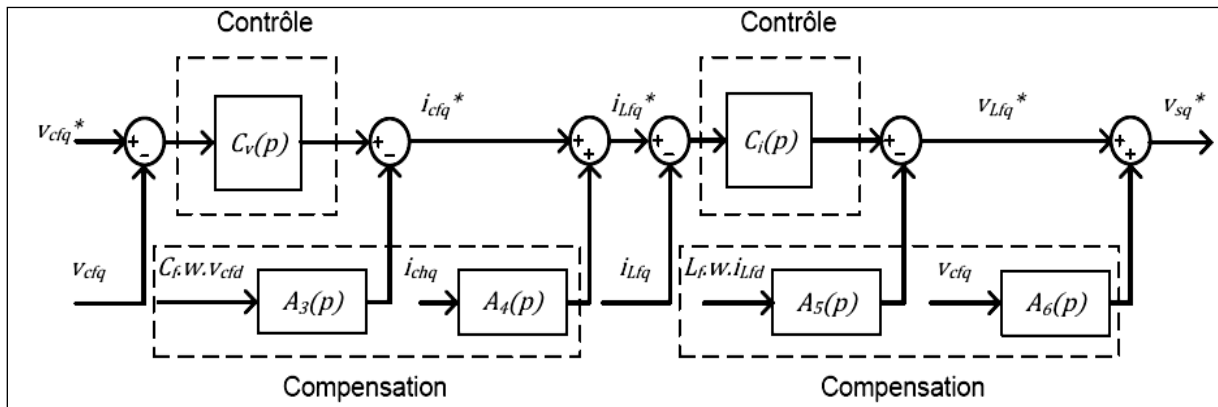 Contrôle
Contrôle
v_cfq*
+
-
C_v(p)
+
-
i_cfq*
+
+
i_Lfq*
+
-
C_i(p)
+
-
v_Lfq*
+
+
v_sq*
v_cfq
C_f.w.v_cfd
A_3(p)
i_chq
A_4(p)
i_Lfq
L_f.w.i_Lfd
A_5(p)
v_cfq
A_6(p)
Compensation
Compensation